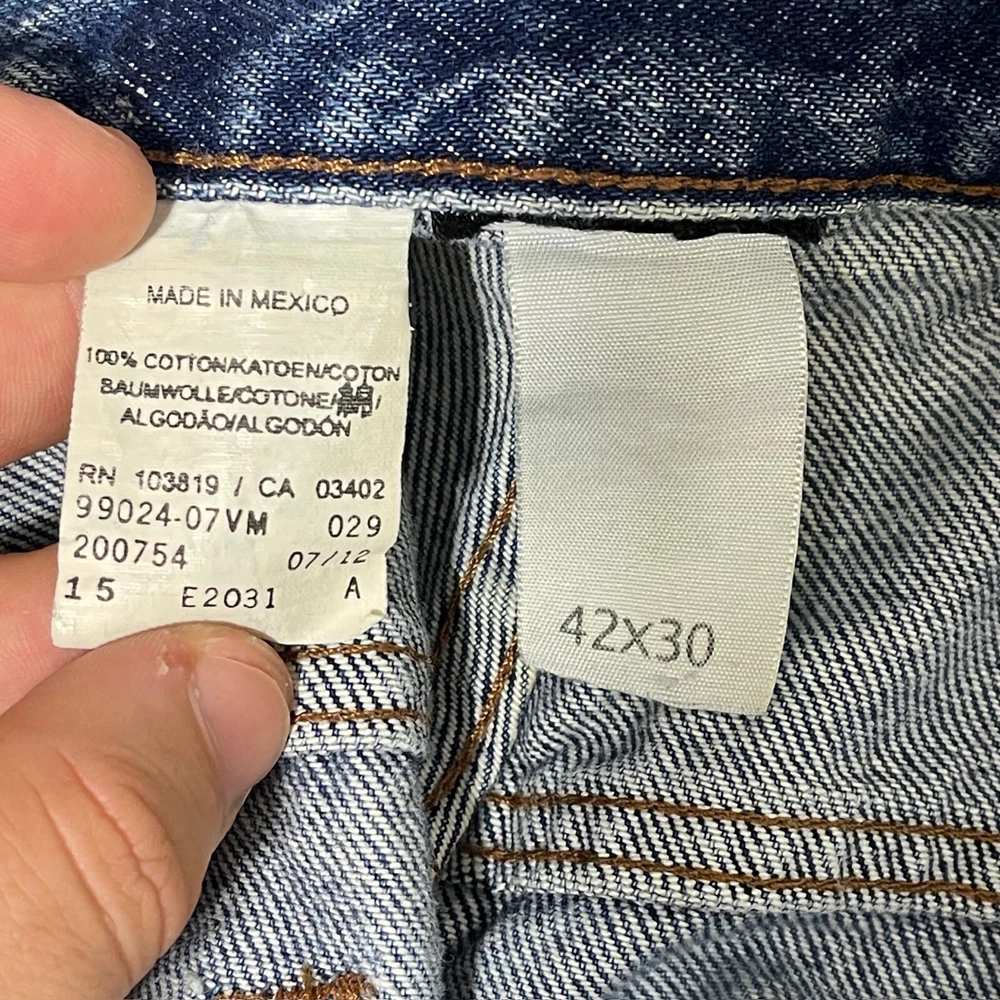 MADE IN MEXICO
100% COTTON/KATOEN/COTON
BAUMWOLLE/COTONE/綿/
ALGODÃO/ALGODÓN
RN 103819 / CA 03402
99024-07VM 029
200754 07/12
15 E2031 A
42X30